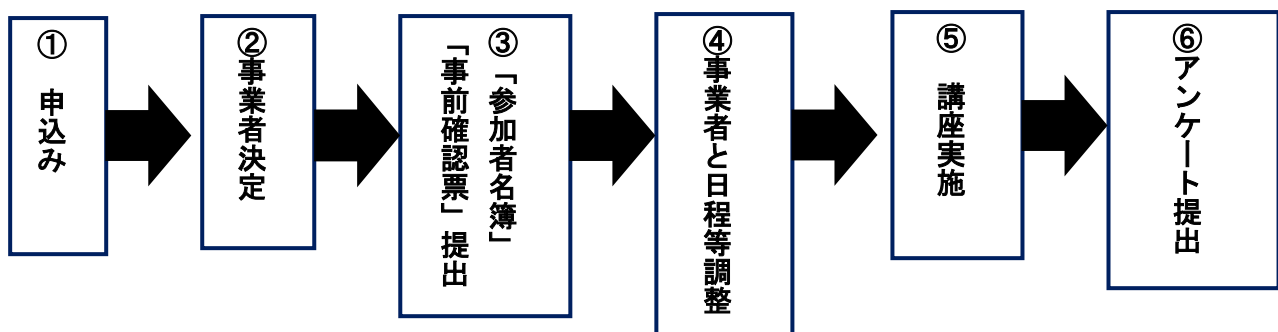 ① 申込み
②事業者決定
③「参加者名簿」
「事前確認票」提出
④事業者と日程等調整
⑤ 講座実施
⑥アンケート提出